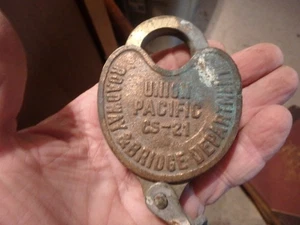 UNION
PACIFIC
CS-21
ROADWAY & BRIDGE DEPARTMENT